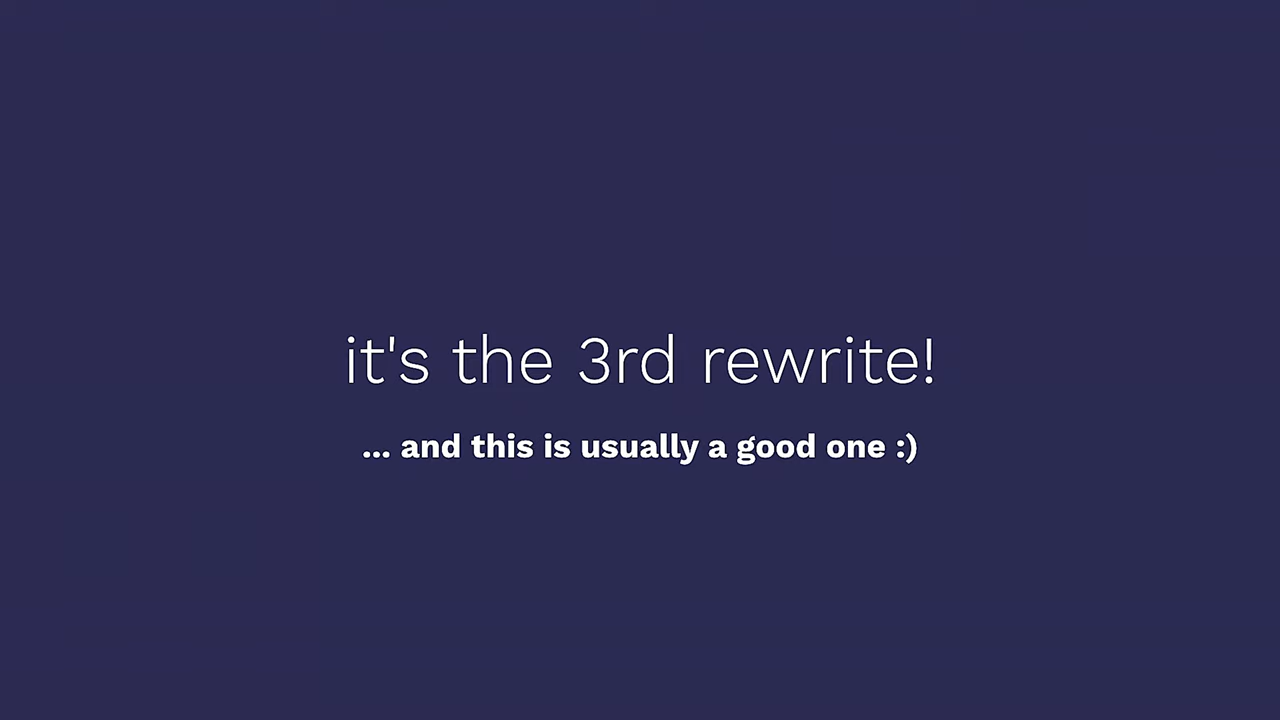 it's the 3rd rewrite!
... and this is usually a good one :)